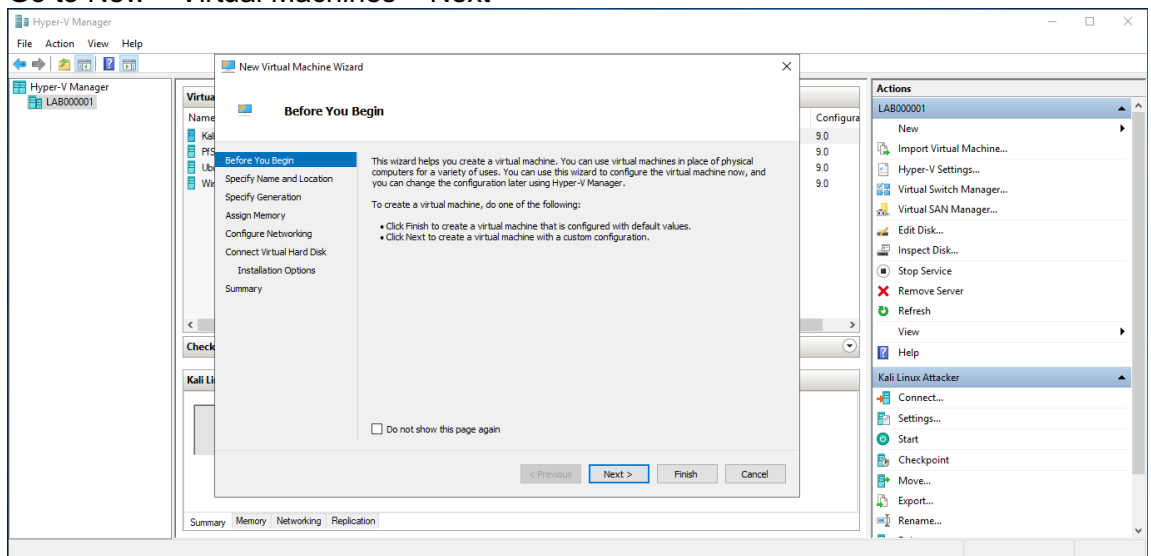 Hyper-V Manager
File Action View Help
Hyper-V Manager
LAB000001
New Virtual Machine Wizard
Before You Begin
Before You Begin
Specify Name and Location
Specify Generation
Assign Memory
Configure Networking
Connect Virtual Hard Disk
Installation Options
Summary
This wizard helps you create a virtual machine. You can use virtual machines in place of physical
computers for a variety of uses. You can use this wizard to configure the virtual machine now, and
you can change the configuration later using Hyper-V Manager.
To create a virtual machine, do one of the following:
• Click Finish to create a virtual machine that is configured with default values.
• Click Next to create a virtual machine with a custom configuration.
Do not show this page again
< Previous Next > Finish Cancel
Name
Configura
9.0
9.0
9.0
9.0
Check
Kali Li
Summary Memory Networking Replication
Actions
LAB000001
New
Import Virtual Machine...
Hyper-V Settings...
Virtual Switch Manager...
Virtual SAN Manager...
Edit Disk...
Inspect Disk...
Stop Service
Remove Server
Refresh
View
Help
Kali Linux Attacker
Connect...
Settings...
Start
Checkpoint
Move...
Export...
Rename...